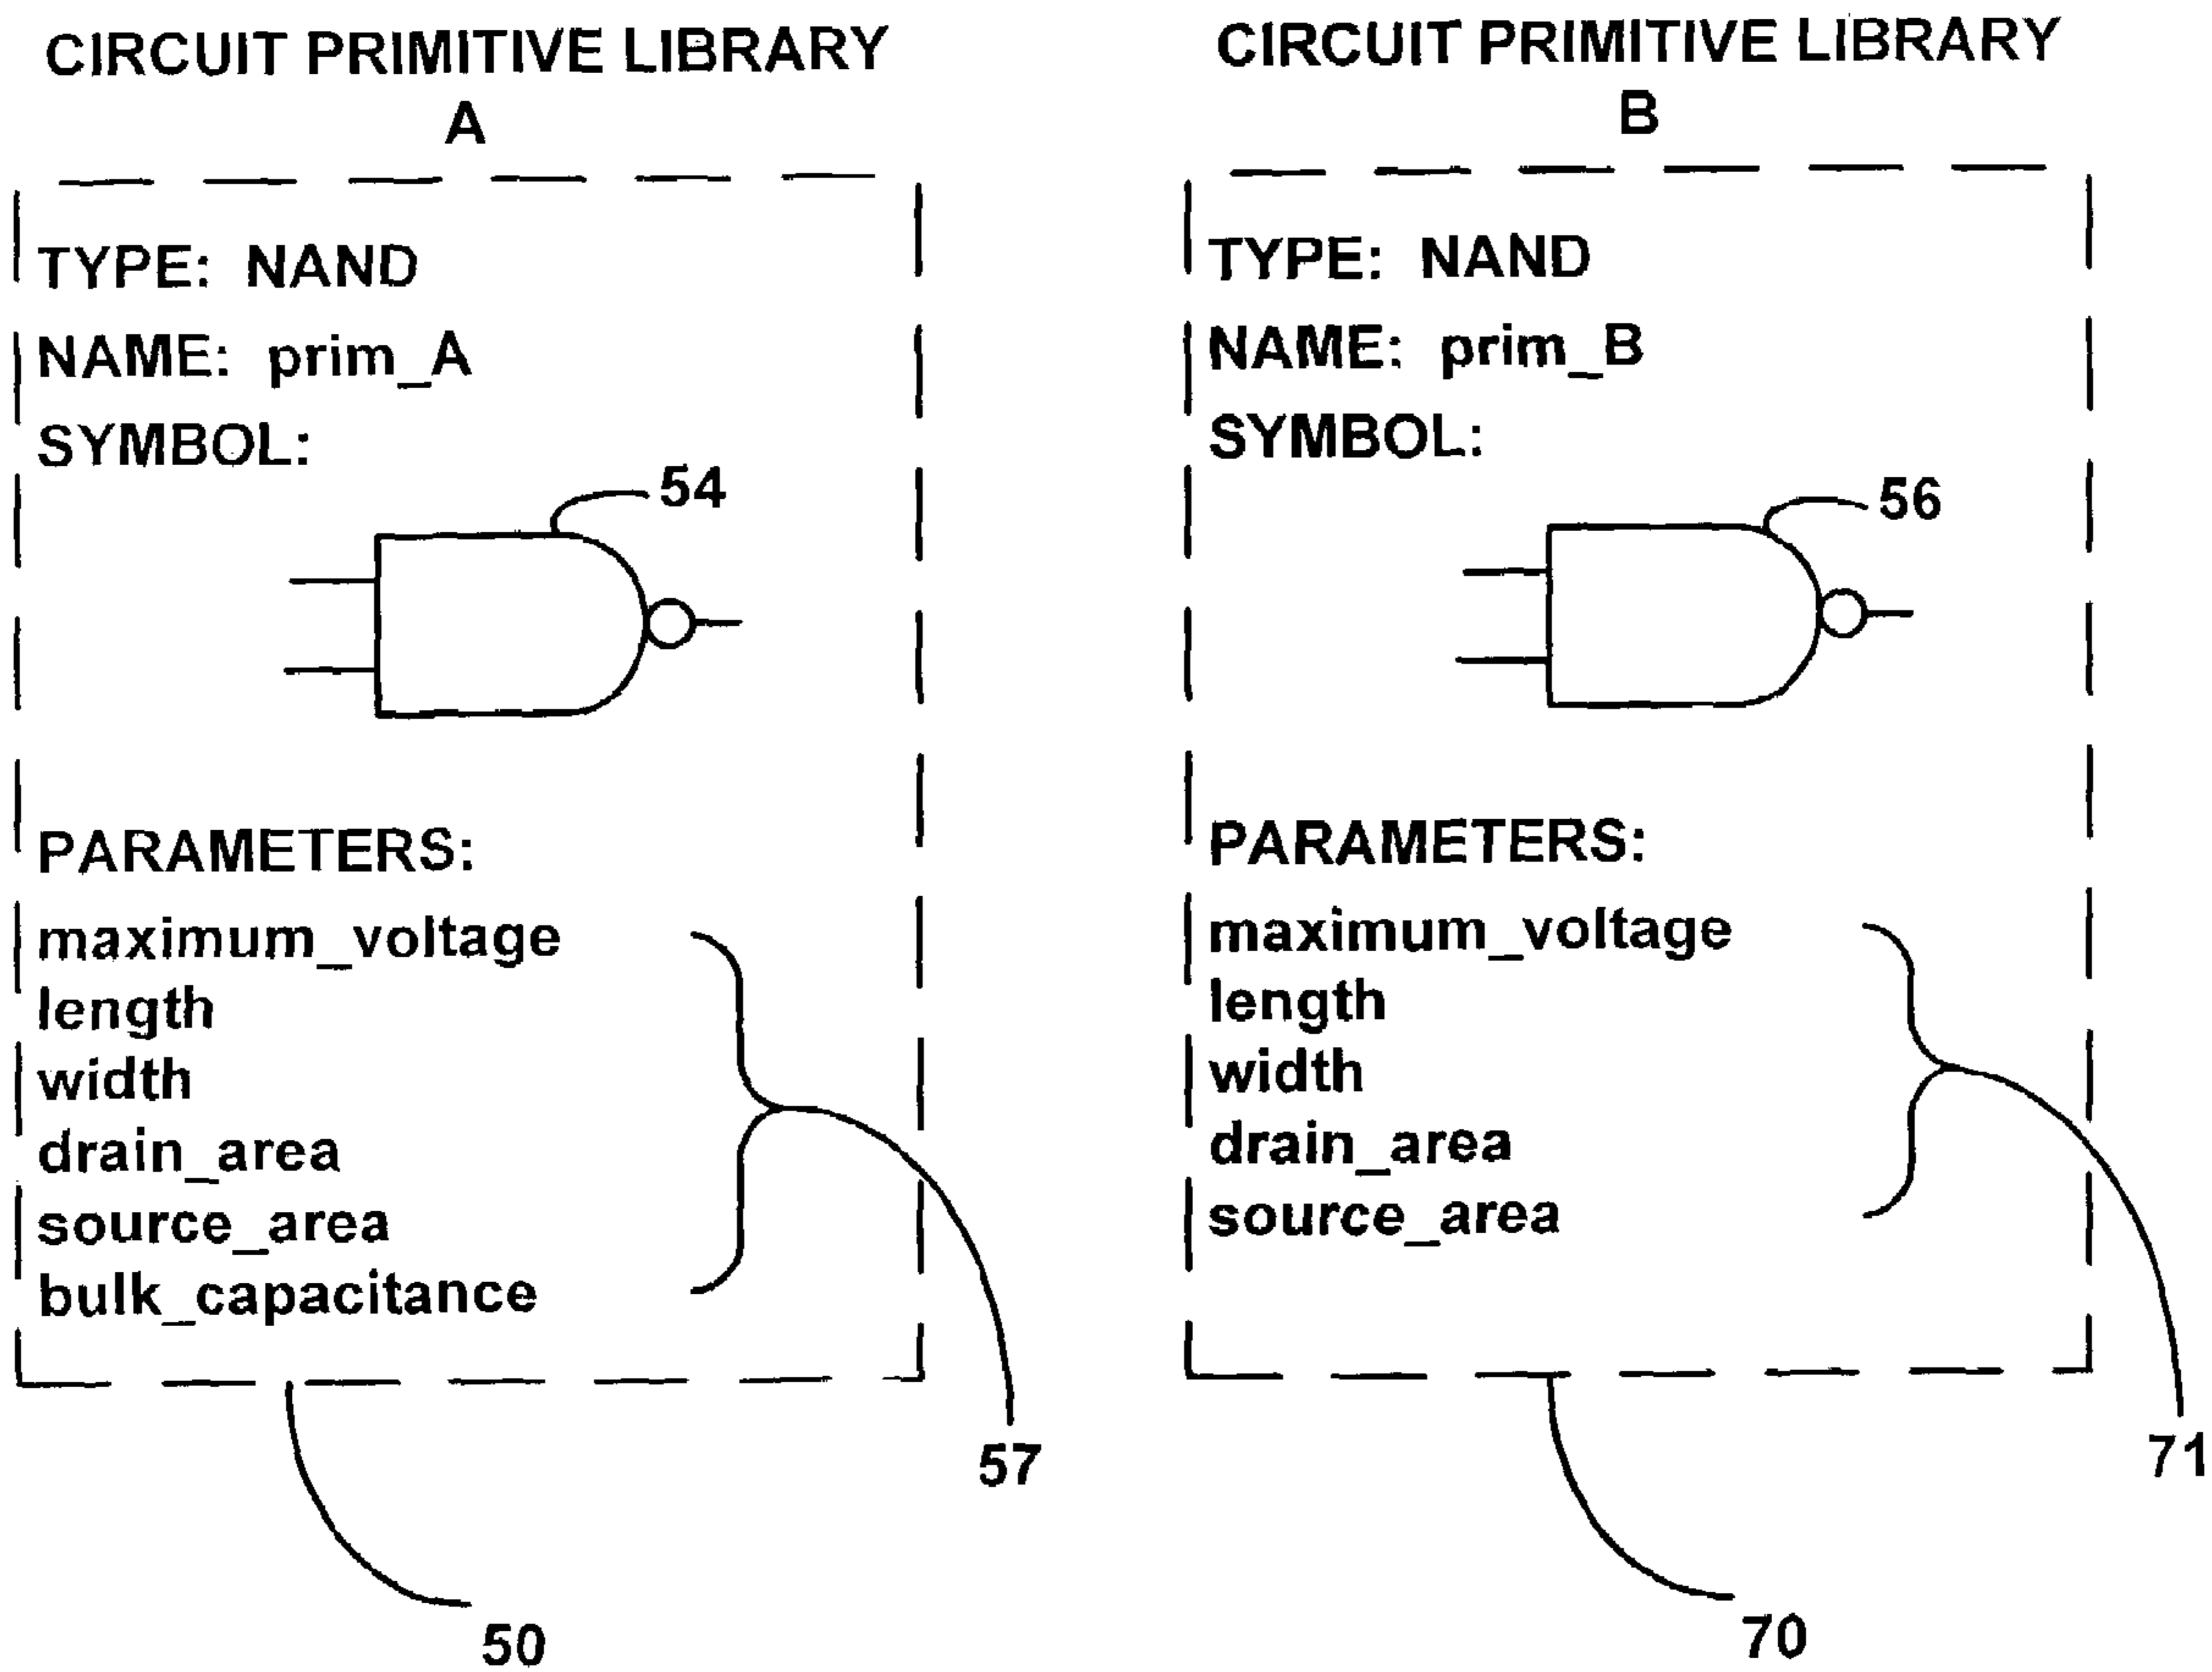 CIRCUIT PRIMITIVE LIBRARY
A
TYPE: NAND
NAME: prim_A
SYMBOL:
54
PARAMETERS:
maximum_voltage
length
width
drain_area
source_area
bulk_capacitance
57
50
CIRCUIT PRIMITIVE LIBRARY
B
TYPE: NAND
NAME: prim_B
SYMBOL:
56
PARAMETERS:
maximum_voltage
length
width
drain_area
source_area
71
70